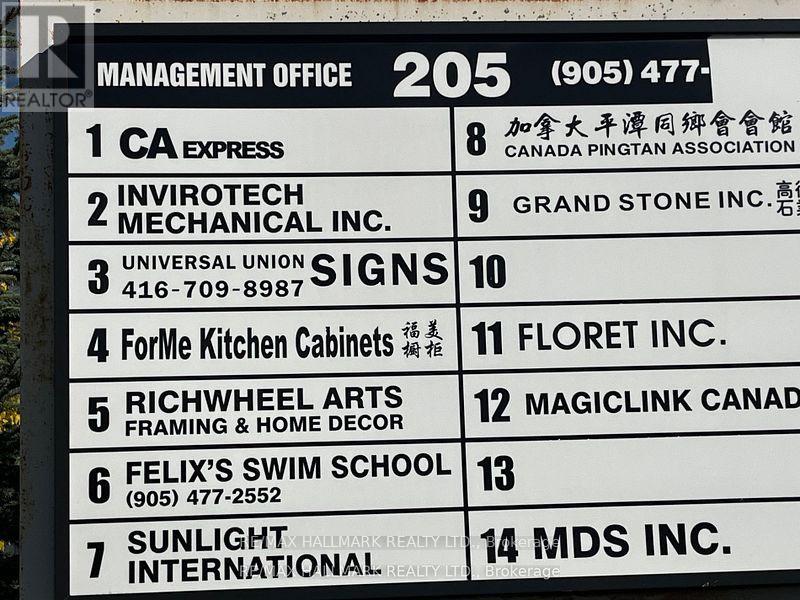 REALTOR®
MANAGEMENT OFFICE 205 (905) 477-
1 CA EXPRESS
2 INVIROTECH
MECHANICAL INC.
3 UNIVERSAL UNION SIGNS
416-709-8987
4 ForMe Kitchen Cabinets 福美
橱柜
5 RICHWHEEL ARTS
FRAMING & HOME DECOR
6 FELIX'S SWIM SCHOOL
(905) 477-2552
7 SUNLIGHT
INTERNATIONAL
8 加拿大平潭同鄉會會館
CANADA PINGTAN ASSOCIATION
9 GRAND STONE INC.
10
11 FLORET INC.
12 MAGICLINK CANAD
13
14 MDS INC.
RE/MAX HALLMARK REALTY LTD., Brokerage
RE/MAX HALLMARK REALTY LTD., Brokerage